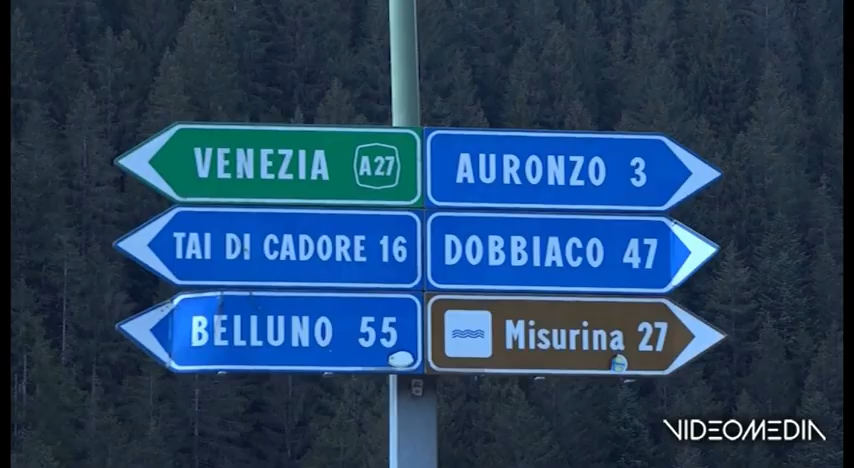 VENEZIA A27
AURONZO 3
TAI DI CADORE 16
DOBBIACO 47
BELLUNO 55
Misurina 27
VIDEOMEDIA